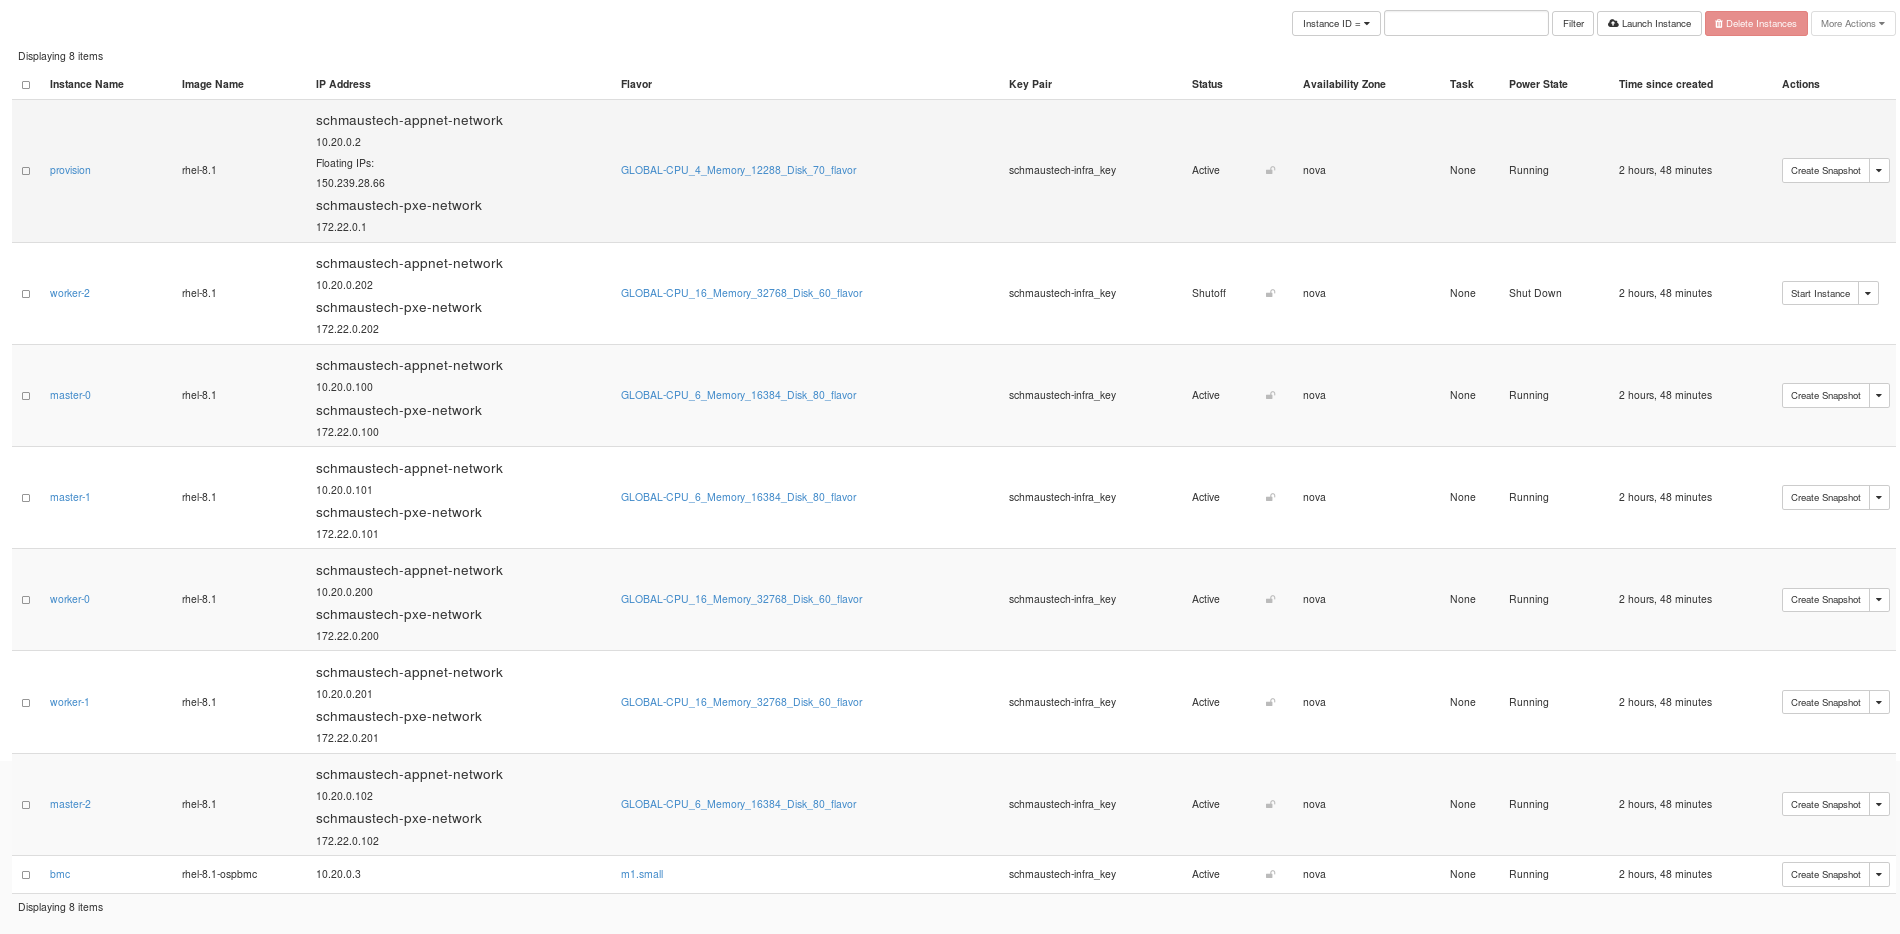 Instance ID = Filter Launch Instance Delete Instances More Actions
Displaying 8 items
Instance Name Image Name IP Address Flavor Key Pair Status Availability Zone Task Power State Time since created Actions
schmaustech-appnet-network
10.20.0.2
Floating IPs:
provision rhel-8.1 GLOBAL-CPU_4_Memory_12288_Disk_70_flavor schmaustech-infra_key Active nova None Running 2 hours, 48 minutes Create Snapshot
150.239.28.66
schmaustech-pxe-network
172.22.0.1
schmaustech-appnet-network
10.20.0.202
worker-2 rhel-8.1 GLOBAL-CPU_16_Memory_32768_Disk_60_flavor schmaustech-infra_key Shutoff nova None Shut Down 2 hours, 48 minutes Start Instance
schmaustech-pxe-network
172.22.0.202
schmaustech-appnet-network
10.20.0.100
master-0 rhel-8.1 GLOBAL-CPU_6_Memory_16384_Disk_80_flavor schmaustech-infra_key Active nova None Running 2 hours, 48 minutes Create Snapshot
schmaustech-pxe-network
172.22.0.100
schmaustech-appnet-network
10.20.0.101
master-1 rhel-8.1 GLOBAL-CPU_6_Memory_16384_Disk_80_flavor schmaustech-infra_key Active nova None Running 2 hours, 48 minutes Create Snapshot
schmaustech-pxe-network
172.22.0.101
schmaustech-appnet-network
10.20.0.200
worker-0 rhel-8.1 GLOBAL-CPU_16_Memory_32768_Disk_60_flavor schmaustech-infra_key Active nova None Running 2 hours, 48 minutes Create Snapshot
schmaustech-pxe-network
172.22.0.200
schmaustech-appnet-network
10.20.0.201
worker-1 rhel-8.1 GLOBAL-CPU_16_Memory_32768_Disk_60_flavor schmaustech-infra_key Active nova None Running 2 hours, 48 minutes Create Snapshot
schmaustech-pxe-network
172.22.0.201
schmaustech-appnet-network
10.20.0.102
master-2 rhel-8.1 GLOBAL-CPU_6_Memory_16384_Disk_80_flavor schmaustech-infra_key Active nova None Running 2 hours, 48 minutes Create Snapshot
schmaustech-pxe-network
172.22.0.102
bmc rhel-8.1-ospbmc 10.20.0.3 m1.small schmaustech-infra_key Active nova None Running 2 hours, 48 minutes Create Snapshot
Displaying 8 items